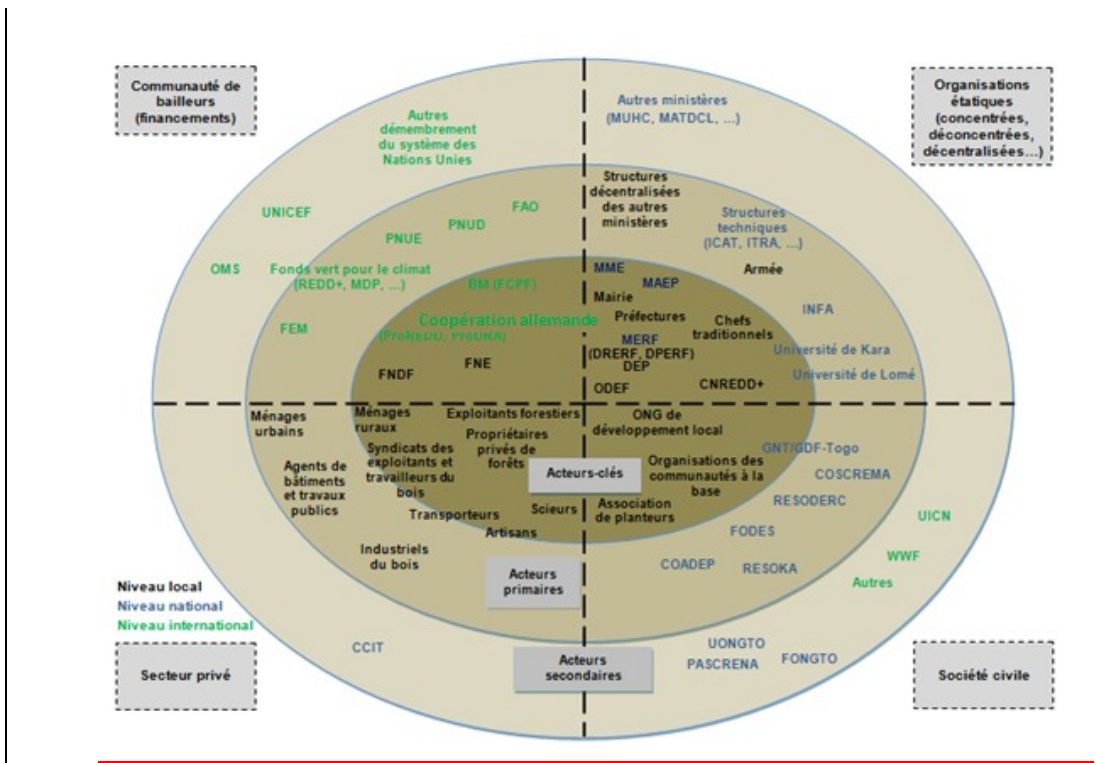 Communauté de
bailleurs
(financements)
Organisations
étatiques
(concentrées,
déconcentrées,
décentralisées…)
Autres
démembrement
du système des
Nations Unies
UNICEF
OMS
FAO
PNUD
PNUE
Fonds vert pour le climat
(REDD+, MDP, ...)
FEM
BM (FCPF)
Coopération allemande
(ProREDD, ProDRA)
FNE
FNDF
Autres ministères
(MUHC, MATDCL, ...)
Structures
décentralisées
des autres
ministères
Structures
techniques
(ICAT, ITRA, ...)
Armée
MME
MAEP
Mairie
Préfectures
Chefs
traditionnels
INFA
MERF
(DRERF, DPERF)
DEP
Université de Kara
Université de Lomé
ODEF
CNREDD+
Ménages
urbains
Ménages
ruraux
Exploitants forestiers
Propriétaires
privés de
forêts
Syndicats des
exploitants et
travailleurs du
bois
Agents de
bâtiments
et travaux
publics
Transporteurs
Scieurs
Artisans
Industriels
du bois
CCIT
ONG de
développement local
GNT/GDF-Togo
Organisations des
communautés à la
base
COSCREMA
RESODERC
Association
de planteurs
FODES
UICN
COADEP
RESOKA
WWF
Autres
UONGTO
PASCRENA
FONGTO
Acteurs-clés
Acteurs
primaires
Acteurs
secondaires
Niveau local
Niveau national
Niveau international
Secteur privé
Société civile